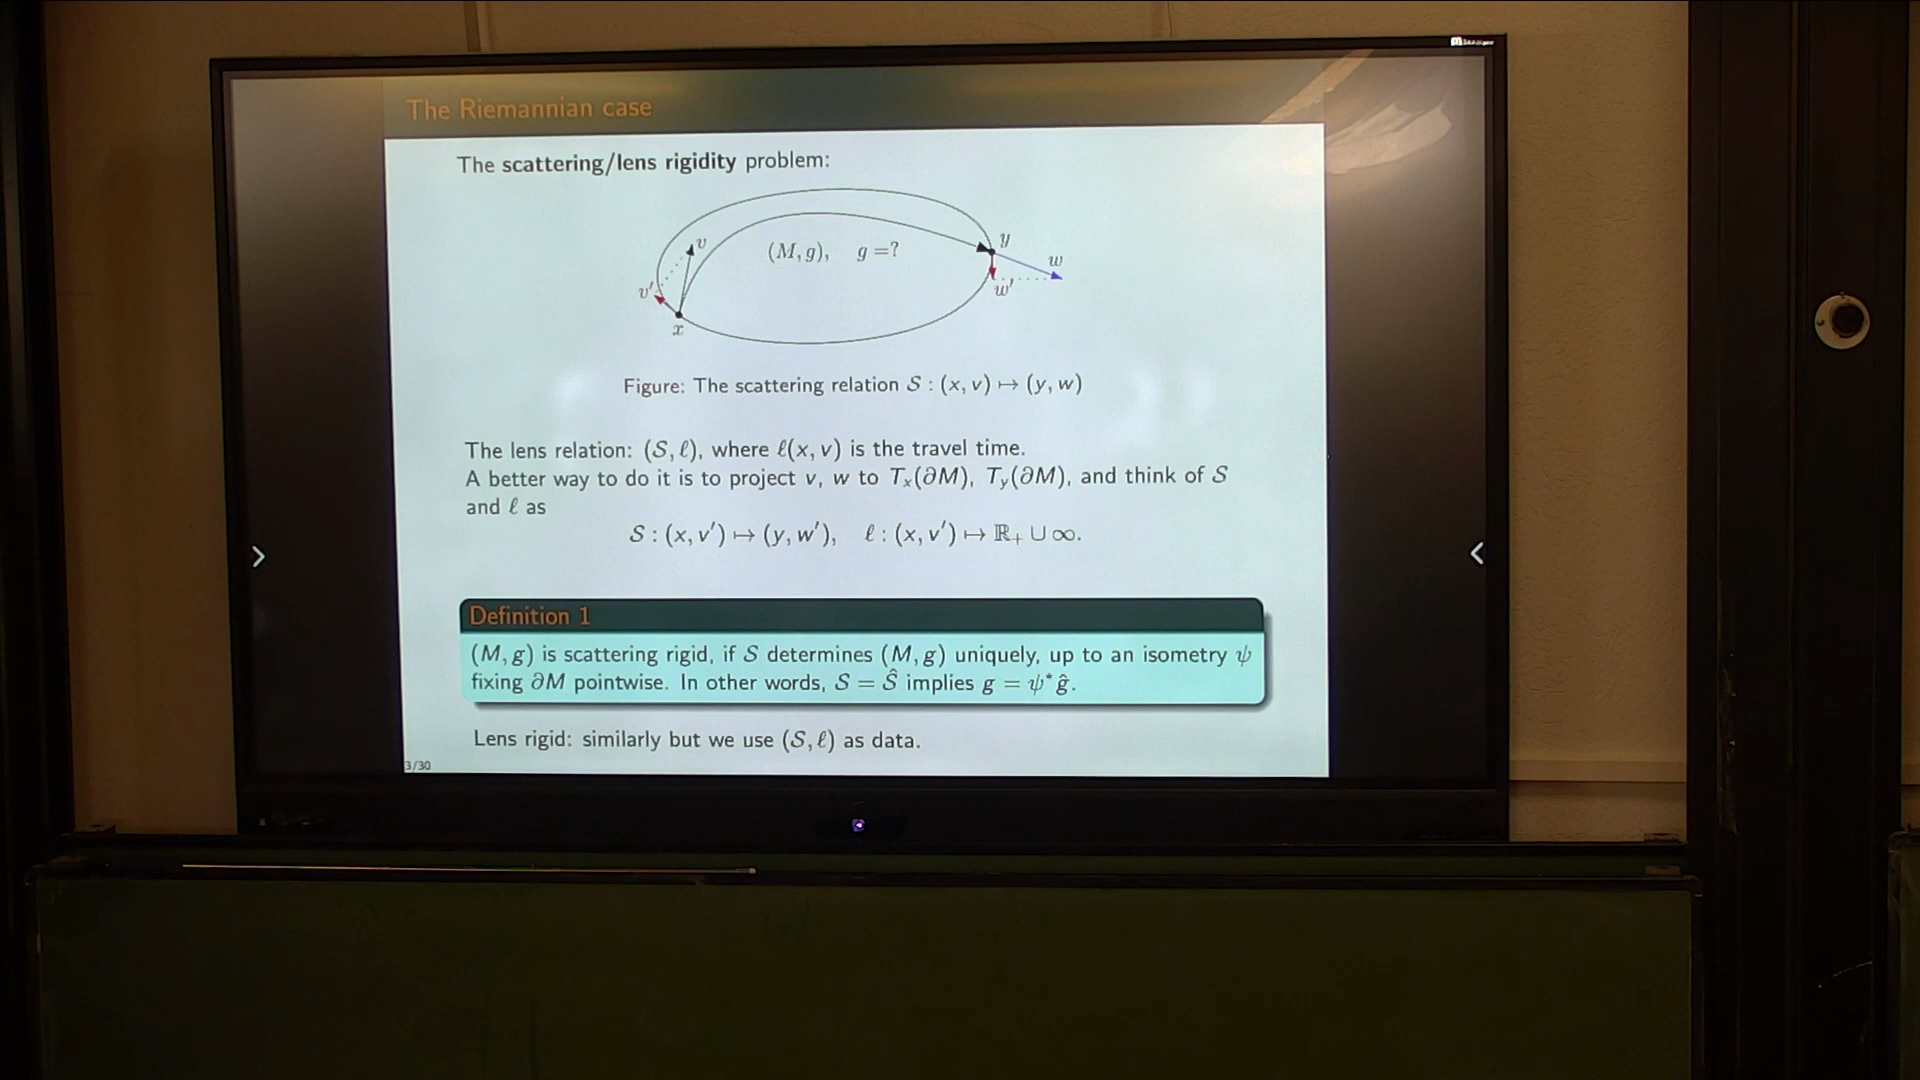 The Riemannian case
The scattering/lens rigidity problem:
v
(M, g), g =?
y
w
v′
w′
x
Figure: The scattering relation 𝒮 : (x, v) ↦ (y, w)
The lens relation: (𝒮, ℓ), where ℓ(x, v) is the travel time.
A better way to do it is to project v, w to Tₓ(∂M), T_y(∂M), and think of 𝒮
and ℓ as
𝒮 : (x, v′) ↦ (y, w′), ℓ : (x, v′) ↦ ℝ₊ ∪ ∞.
Definition 1
(M, g) is scattering rigid, if 𝒮 determines (M, g) uniquely, up to an isometry ψ
fixing ∂M pointwise. In other words, 𝒮 = 𝒮̂ implies g = ψ*ĝ.
Lens rigid: similarly but we use (𝒮, ℓ) as data.
3/30